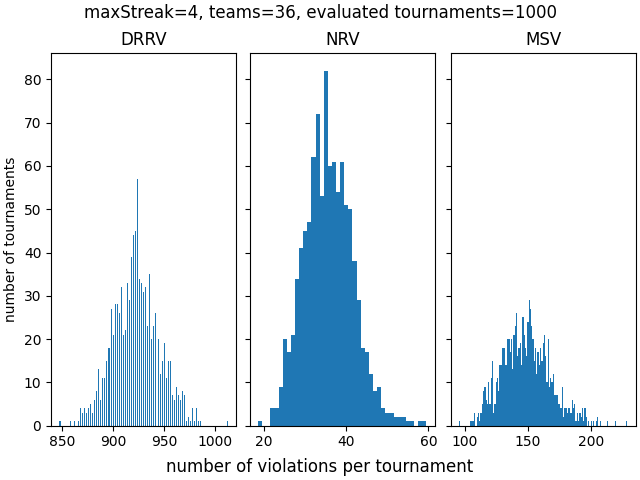 maxStreak=4, teams=36, evaluated tournaments=1000
DRRV NRV MSV
number of tournaments
80
70
60
50
40
30
20
10
0
850 900 950 1000 20 40 60 100 150 200
number of violations per tournament